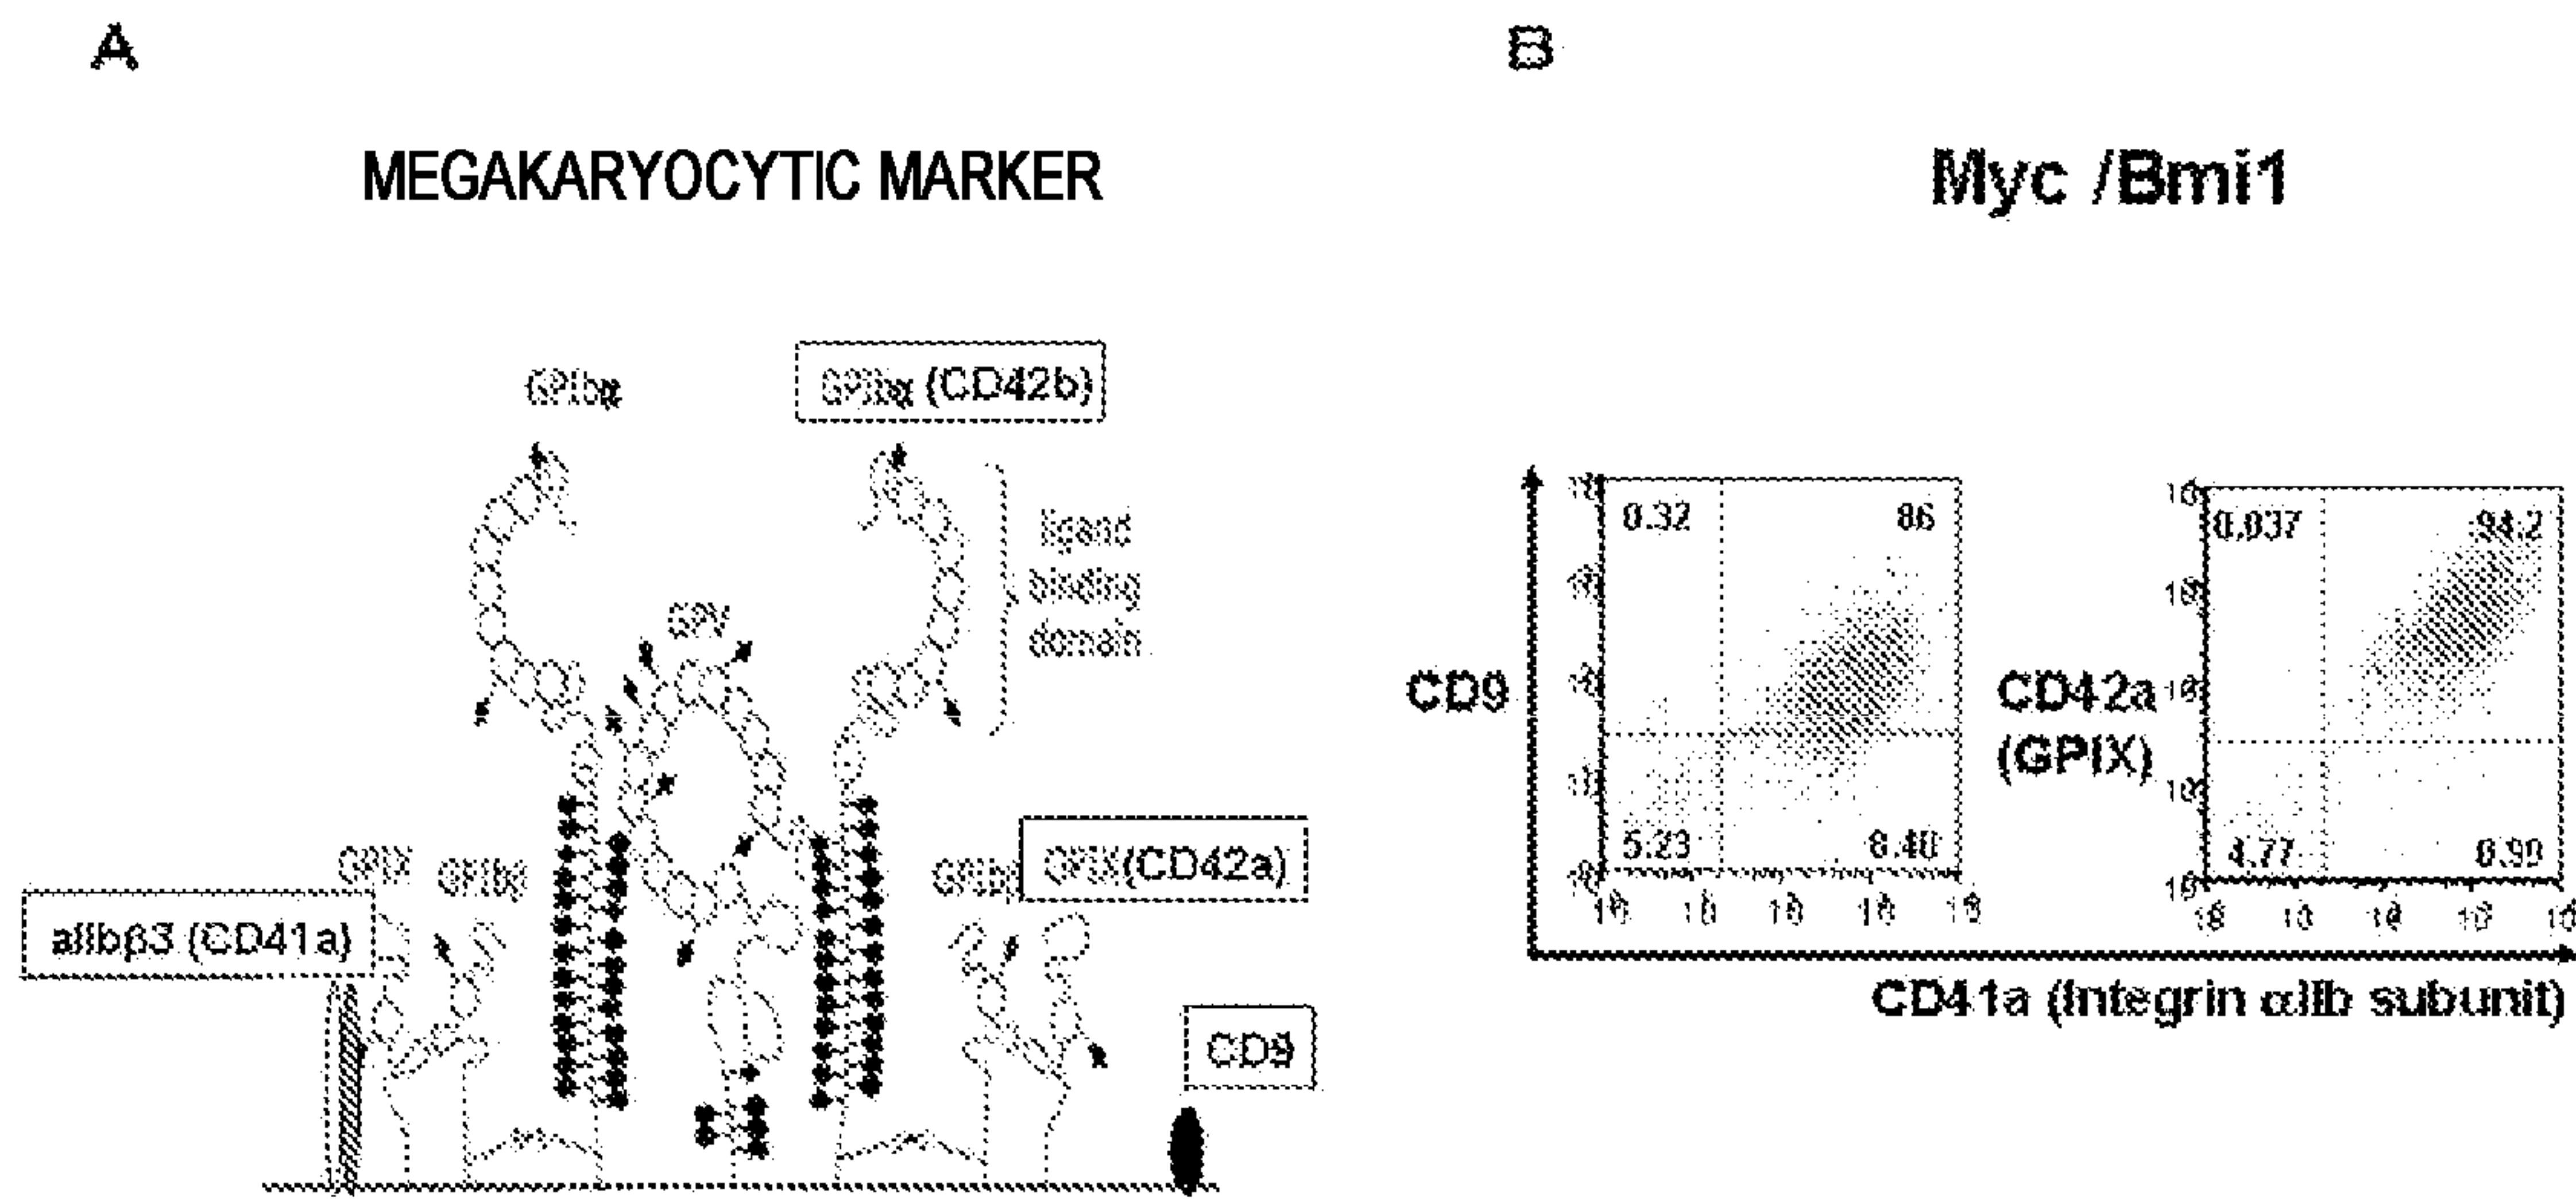 A
MEGAKARYOCYTIC MARKER
GPIbα
GPIbα (CD42b)
ligand
binding
domain
GPV
GPIX
GPIbβ
GPIb
GPIX(CD42a)
αIIbβ3 (CD41a)
CD9
B
Myc /Bmi1
CD9
0.32
86
5.23
8.40
CD42a
(GPIX)
0.037
94.2
4.77
0.99
CD41a (Integrin αIIb subunit)